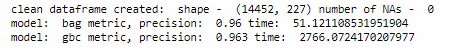 clean dataframe created:  shape -  (14452, 227) number of NAs -  0
model:  bag metric, precision:  0.96 time:  51.121108531951904
model:  gbc metric, precision:  0.963 time:  2766.0724170207977